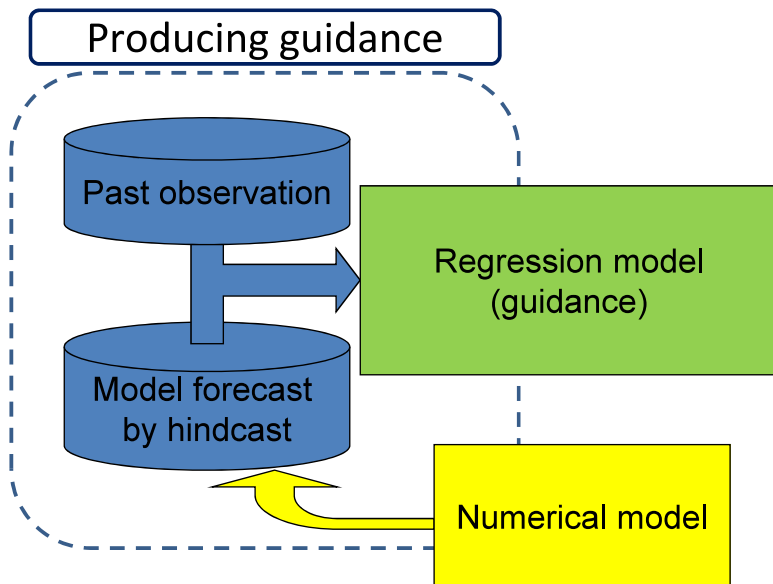 Producing guidance
Past observation
Regression model
(guidance)
Model forecast
by hindcast
Numerical model